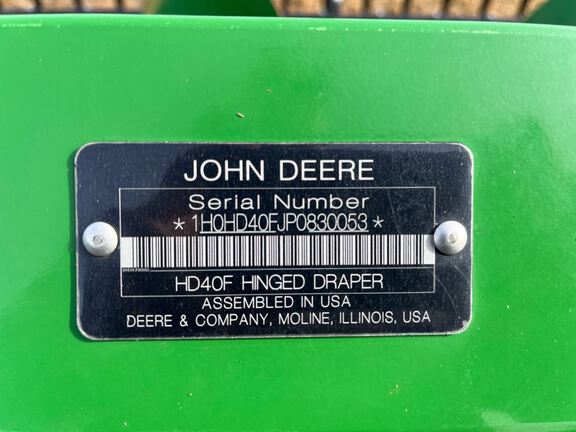 JOHN DEERE
Serial Number
*1H0HD40FJP0830053*
HD40F HINGED DRAPER
ASSEMBLED IN USA
DEERE & COMPANY, MOLINE, ILLINOIS, USA